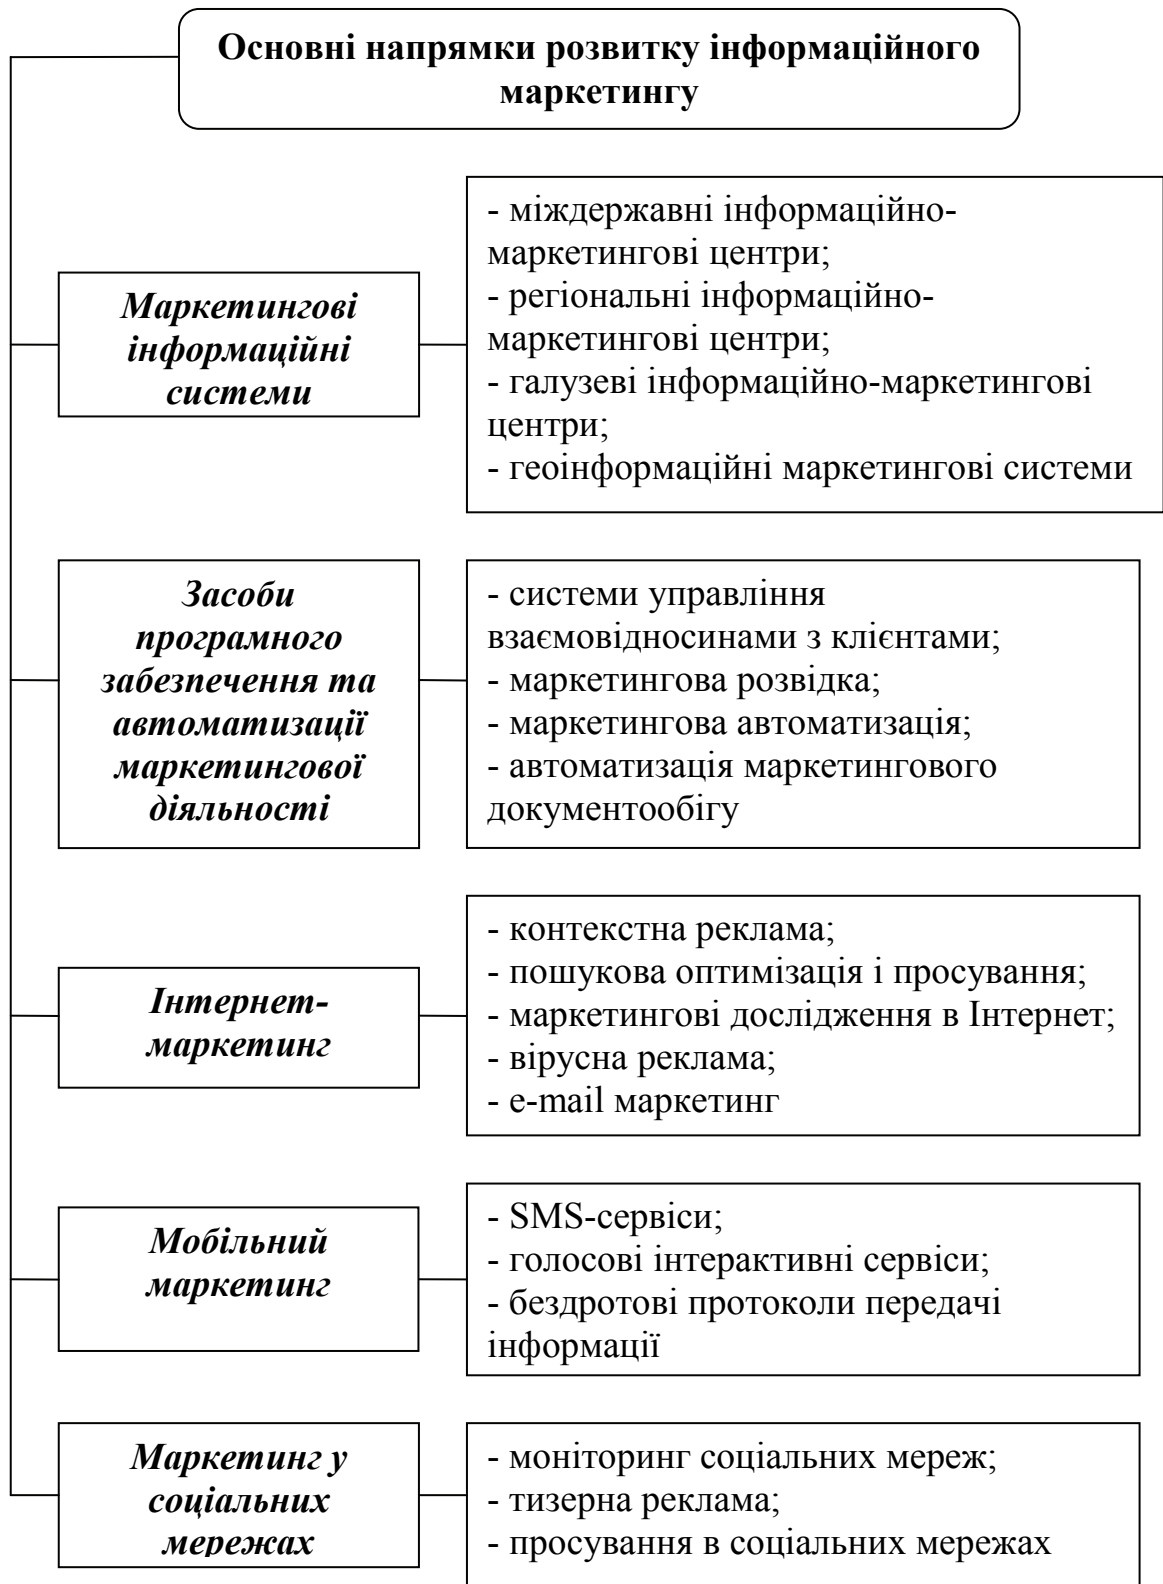 Основні напрямки розвитку інформаційного
маркетингу
Маркетингові
інформаційні
системи
- міждержавні інформаційно-
маркетингові центри;
- регіональні інформаційно-
маркетингові центри;
- галузеві інформаційно-маркетингові
центри;
- геоінформаційні маркетингові системи
Засоби
програмного
забезпечення та
автоматизації
маркетингової
діяльності
- системи управління
взаємовідносинами з клієнтами;
- маркетингова розвідка;
- маркетингова автоматизація;
- автоматизація маркетингового
документообігу
Інтернет-
маркетинг
- контекстна реклама;
- пошукова оптимізація і просування;
- маркетингові дослідження в Інтернет;
- вірусна реклама;
- e-mail маркетинг
Мобільний
маркетинг
- SMS-сервіси;
- голосові інтерактивні сервіси;
- бездротові протоколи передачі
інформації
Маркетинг у
соціальних
мережах
- моніторинг соціальних мереж;
- тизерна реклама;
- просування в соціальних мережах